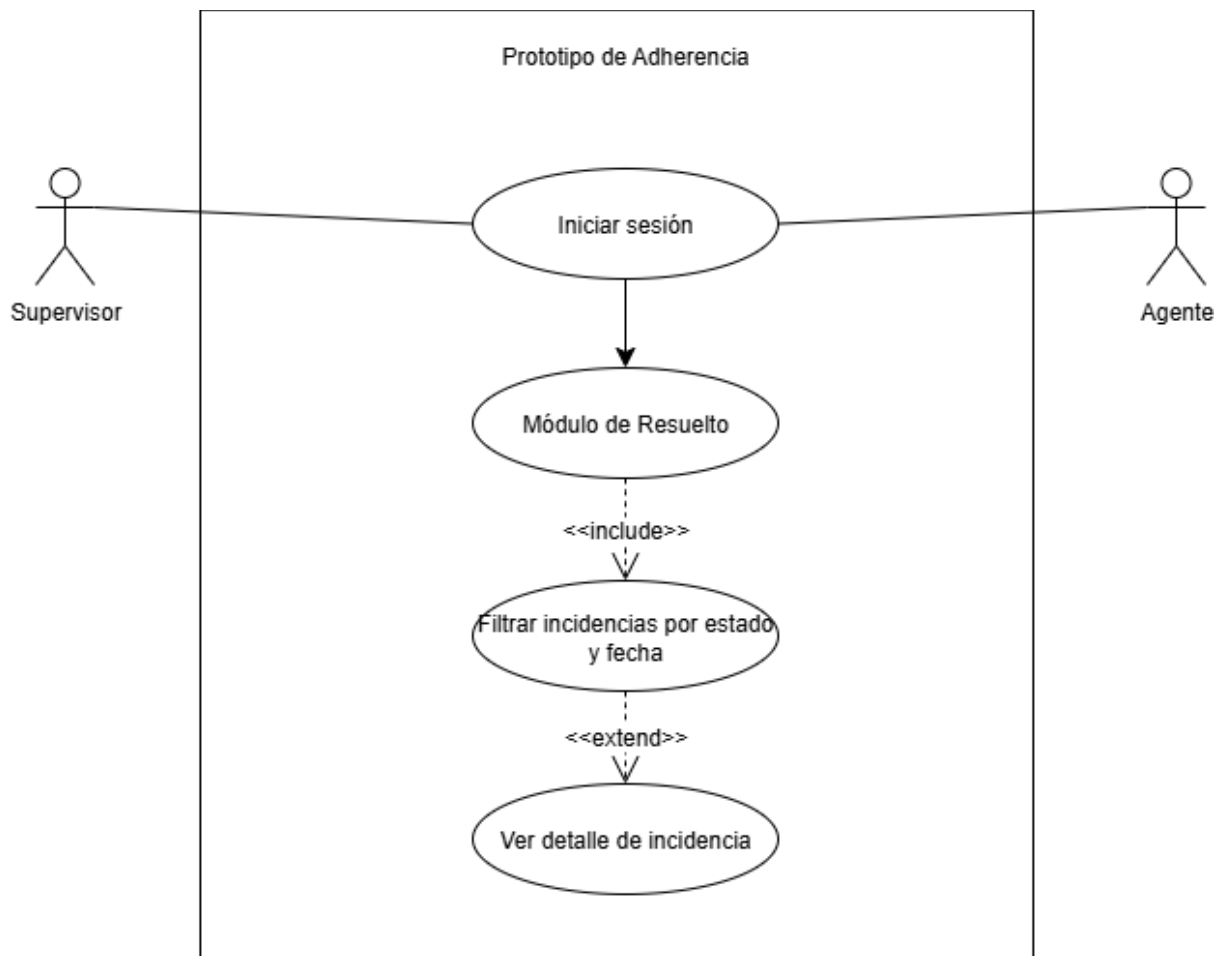 Prototipo de Adherencia
Iniciar sesión
Supervisor
Agente
Módulo de Resuelto
<<include>>
Filtrar incidencias por estado
y fecha
<<extend>>
Ver detalle de incidencia